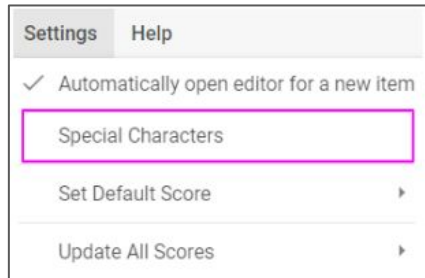 Settings Help
Automatically open editor for a new item
Special Characters
Set Default Score
Update All Scores